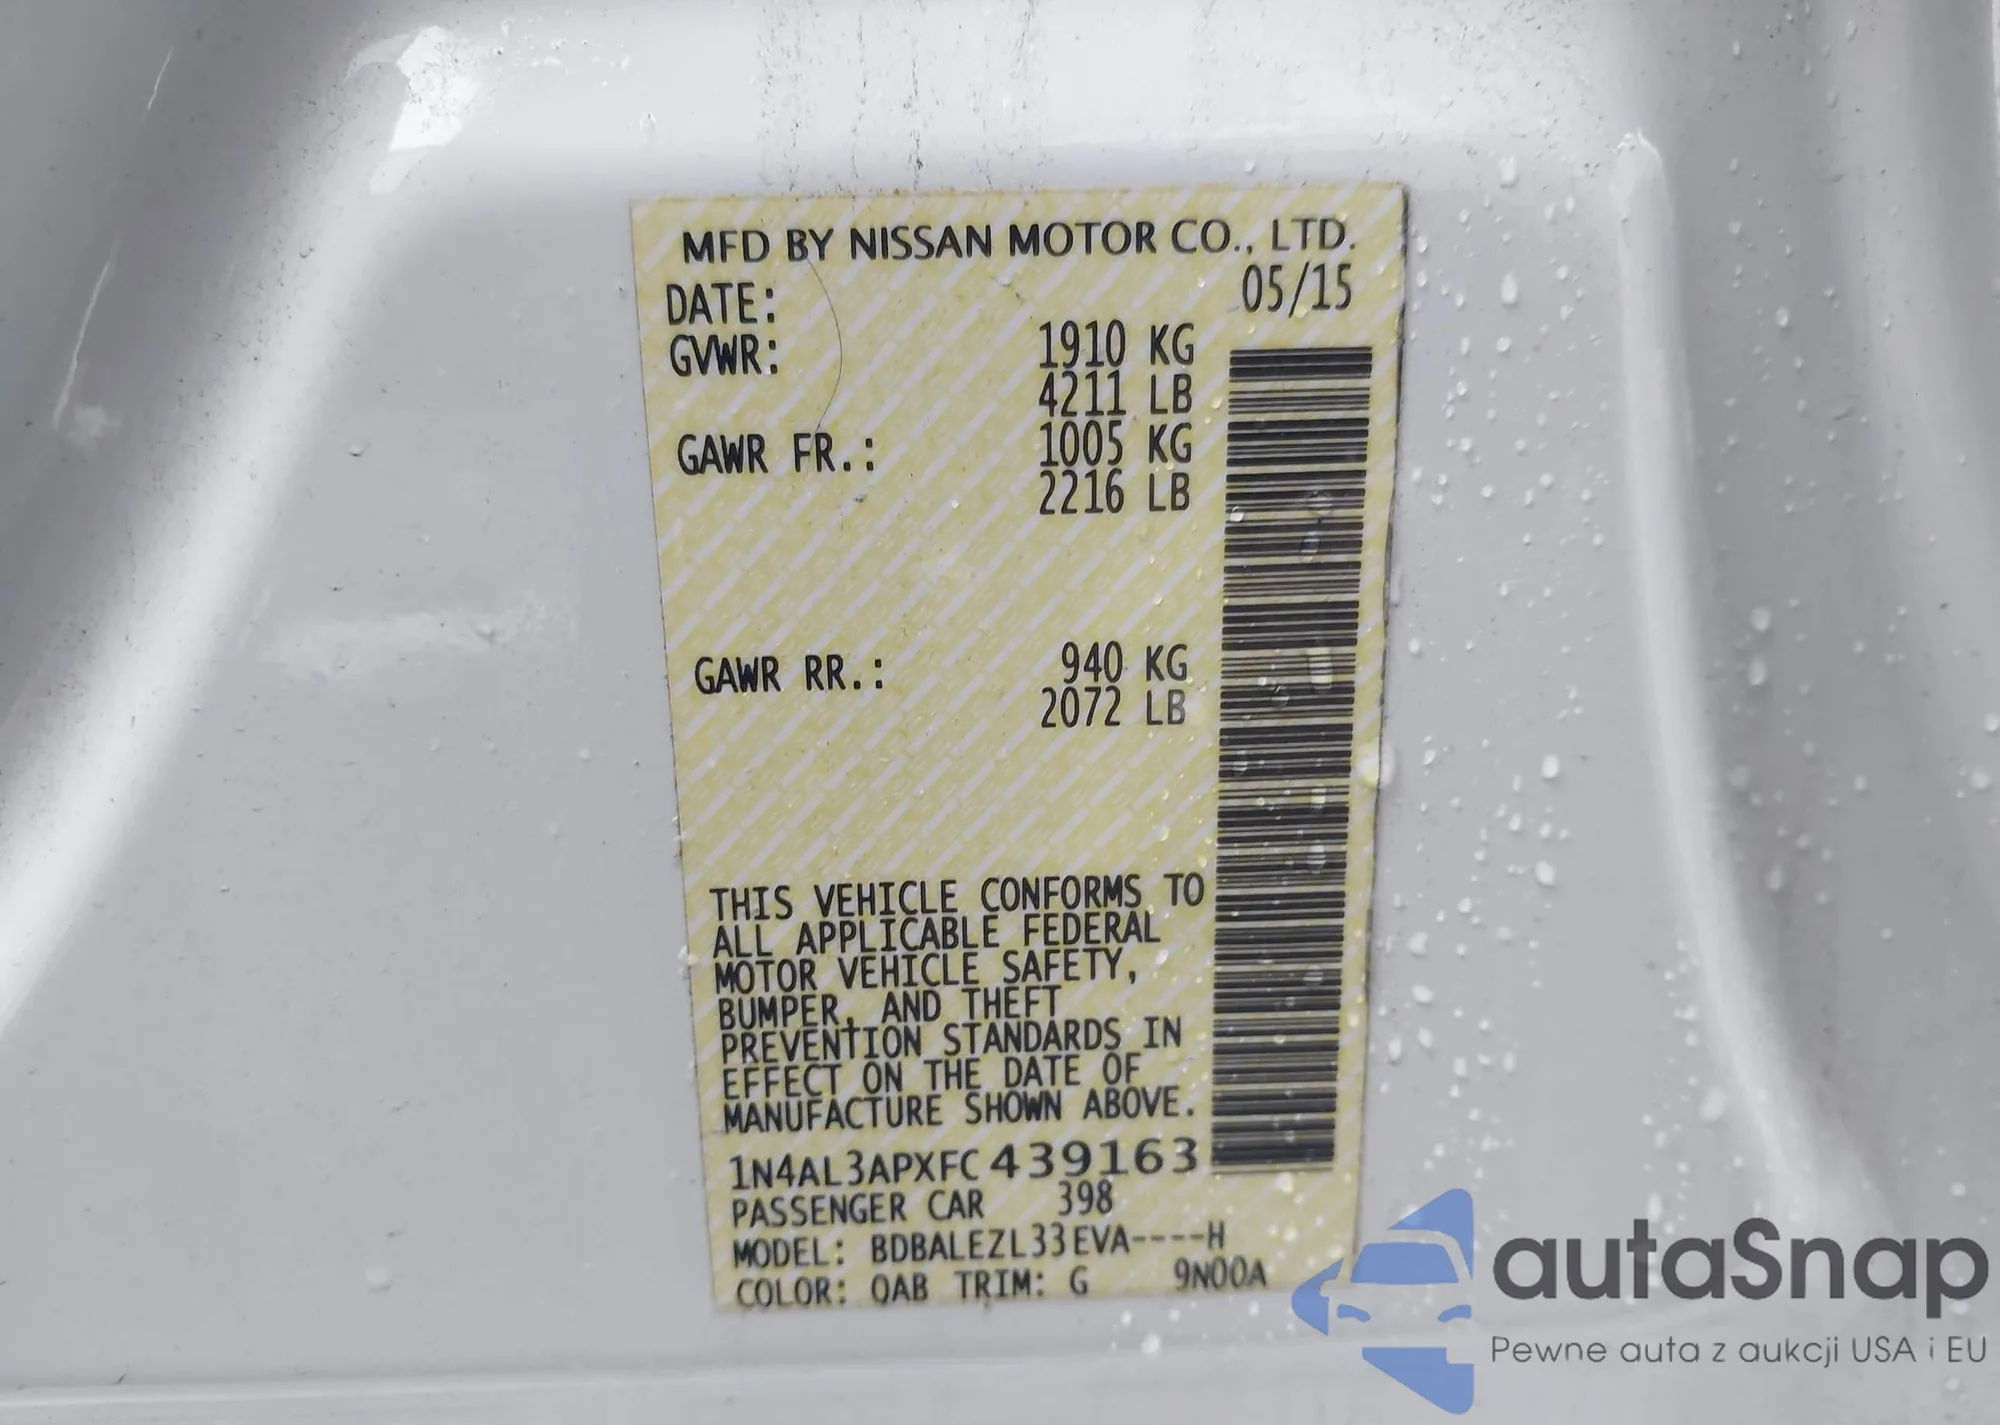 MFD BY NISSAN MOTOR CO., LTD.
DATE: 05/15
GVWR: 1910 KG
4211 LB
GAWR FR.: 1005 KG
2216 LB
GAWR RR.: 940 KG
2072 LB
THIS VEHICLE CONFORMS TO
ALL APPLICABLE FEDERAL
MOTOR VEHICLE SAFETY,
BUMPER, AND THEFT
PREVENTION STANDARDS IN
EFFECT ON THE DATE OF
MANUFACTURE SHOWN ABOVE.
1N4AL3APXFC439163
PASSENGER CAR 398
MODEL: BDBALEZL33EVA----H
COLOR: QAB TRIM: G 9N00A
autaSnap
Pewne auta z aukcji USA i EU